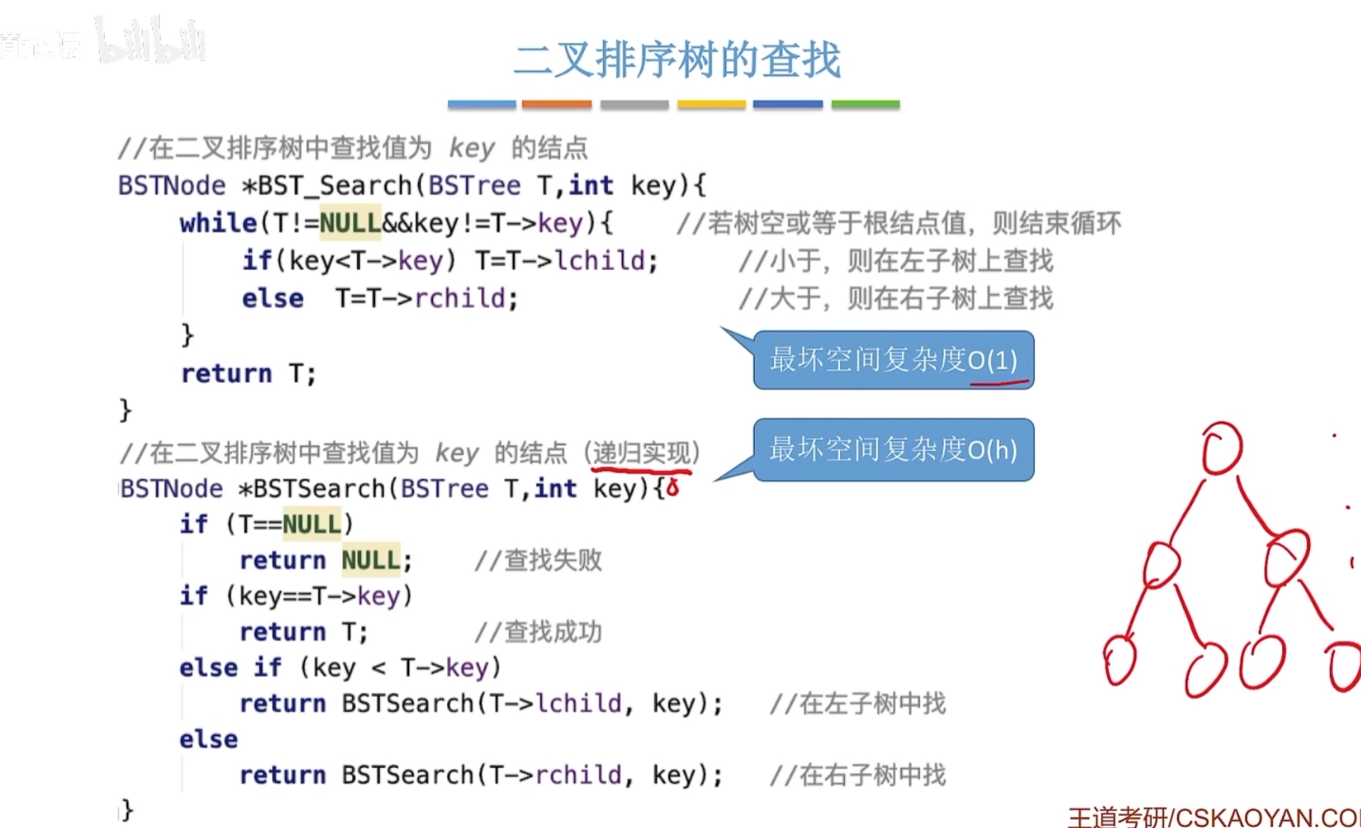 bilibili
二叉排序树的查找
//在二叉排序树中查找值为 key 的结点
BSTNode *BST_Search(BSTree T,int key){
while(T!=NULL&&key!=T->key){ //若树空或等于根结点值，则结束循环
if(key<T->key) T=T->lchild; //小于，则在左子树上查找
else T=T->rchild; //大于，则在右子树上查找
}
最坏空间复杂度O(1)
return T;
}
//在二叉排序树中查找值为 key 的结点（递归实现）
最坏空间复杂度O(h)
BSTNode *BSTSearch(BSTree T,int key){
if (T==NULL)
return NULL; //查找失败
if (key==T->key)
return T; //查找成功
else if (key < T->key)
return BSTSearch(T->lchild, key); //在左子树中找
else
return BSTSearch(T->rchild, key); //在右子树中找
}
王道考研/CSKAOYAN.CO